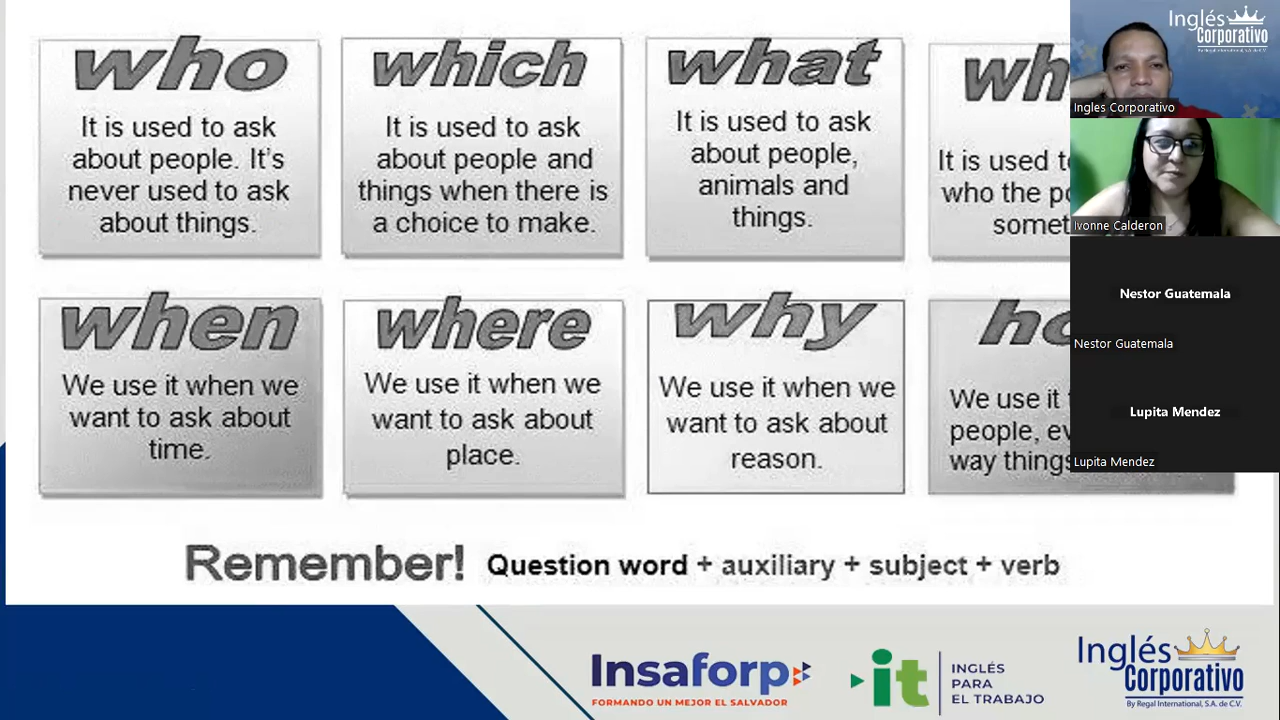 who
It is used to ask
about people. It's
never used to ask
about things.
which
It is used to ask
about people and
things when there is
a choice to make.
what
It is used to ask
about people,
animals and
things.
It is used
who the
when
We use it when we
want to ask about
time.
where
We use it when we
want to ask about
place.
why
We use it when we
want to ask about
reason.
We use it
people,
way things
Remember! Question word + auxiliary + subject + verb
Insaforp
FORMANDO UN MEJOR EL SALVADOR
it
INGLÉS
PARA
EL TRABAJO
Inglés
Corporativo
By Regal International, S.A. de C.V.
Inglés
Corporativo
By Regal International, S.A. de C.V.
Ingles Corporativo
Ivonne Calderon
Nestor Guatemala
Nestor Guatemala
Lupita Mendez
Lupita Mendez